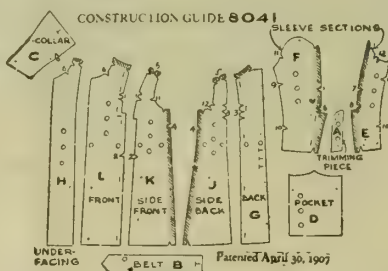 CONSTRUCTION GUIDE 8041
COLLAR
C
SLEEVE SECTIONS
F
A
E
TRIMMING
PIECE
H
L
FRONT
K
SIDE
FRONT
J
SIDE
BACK
BACK
G
POCKET
D
UNDER-
FACING
BELT B
Patented April 30, 1907